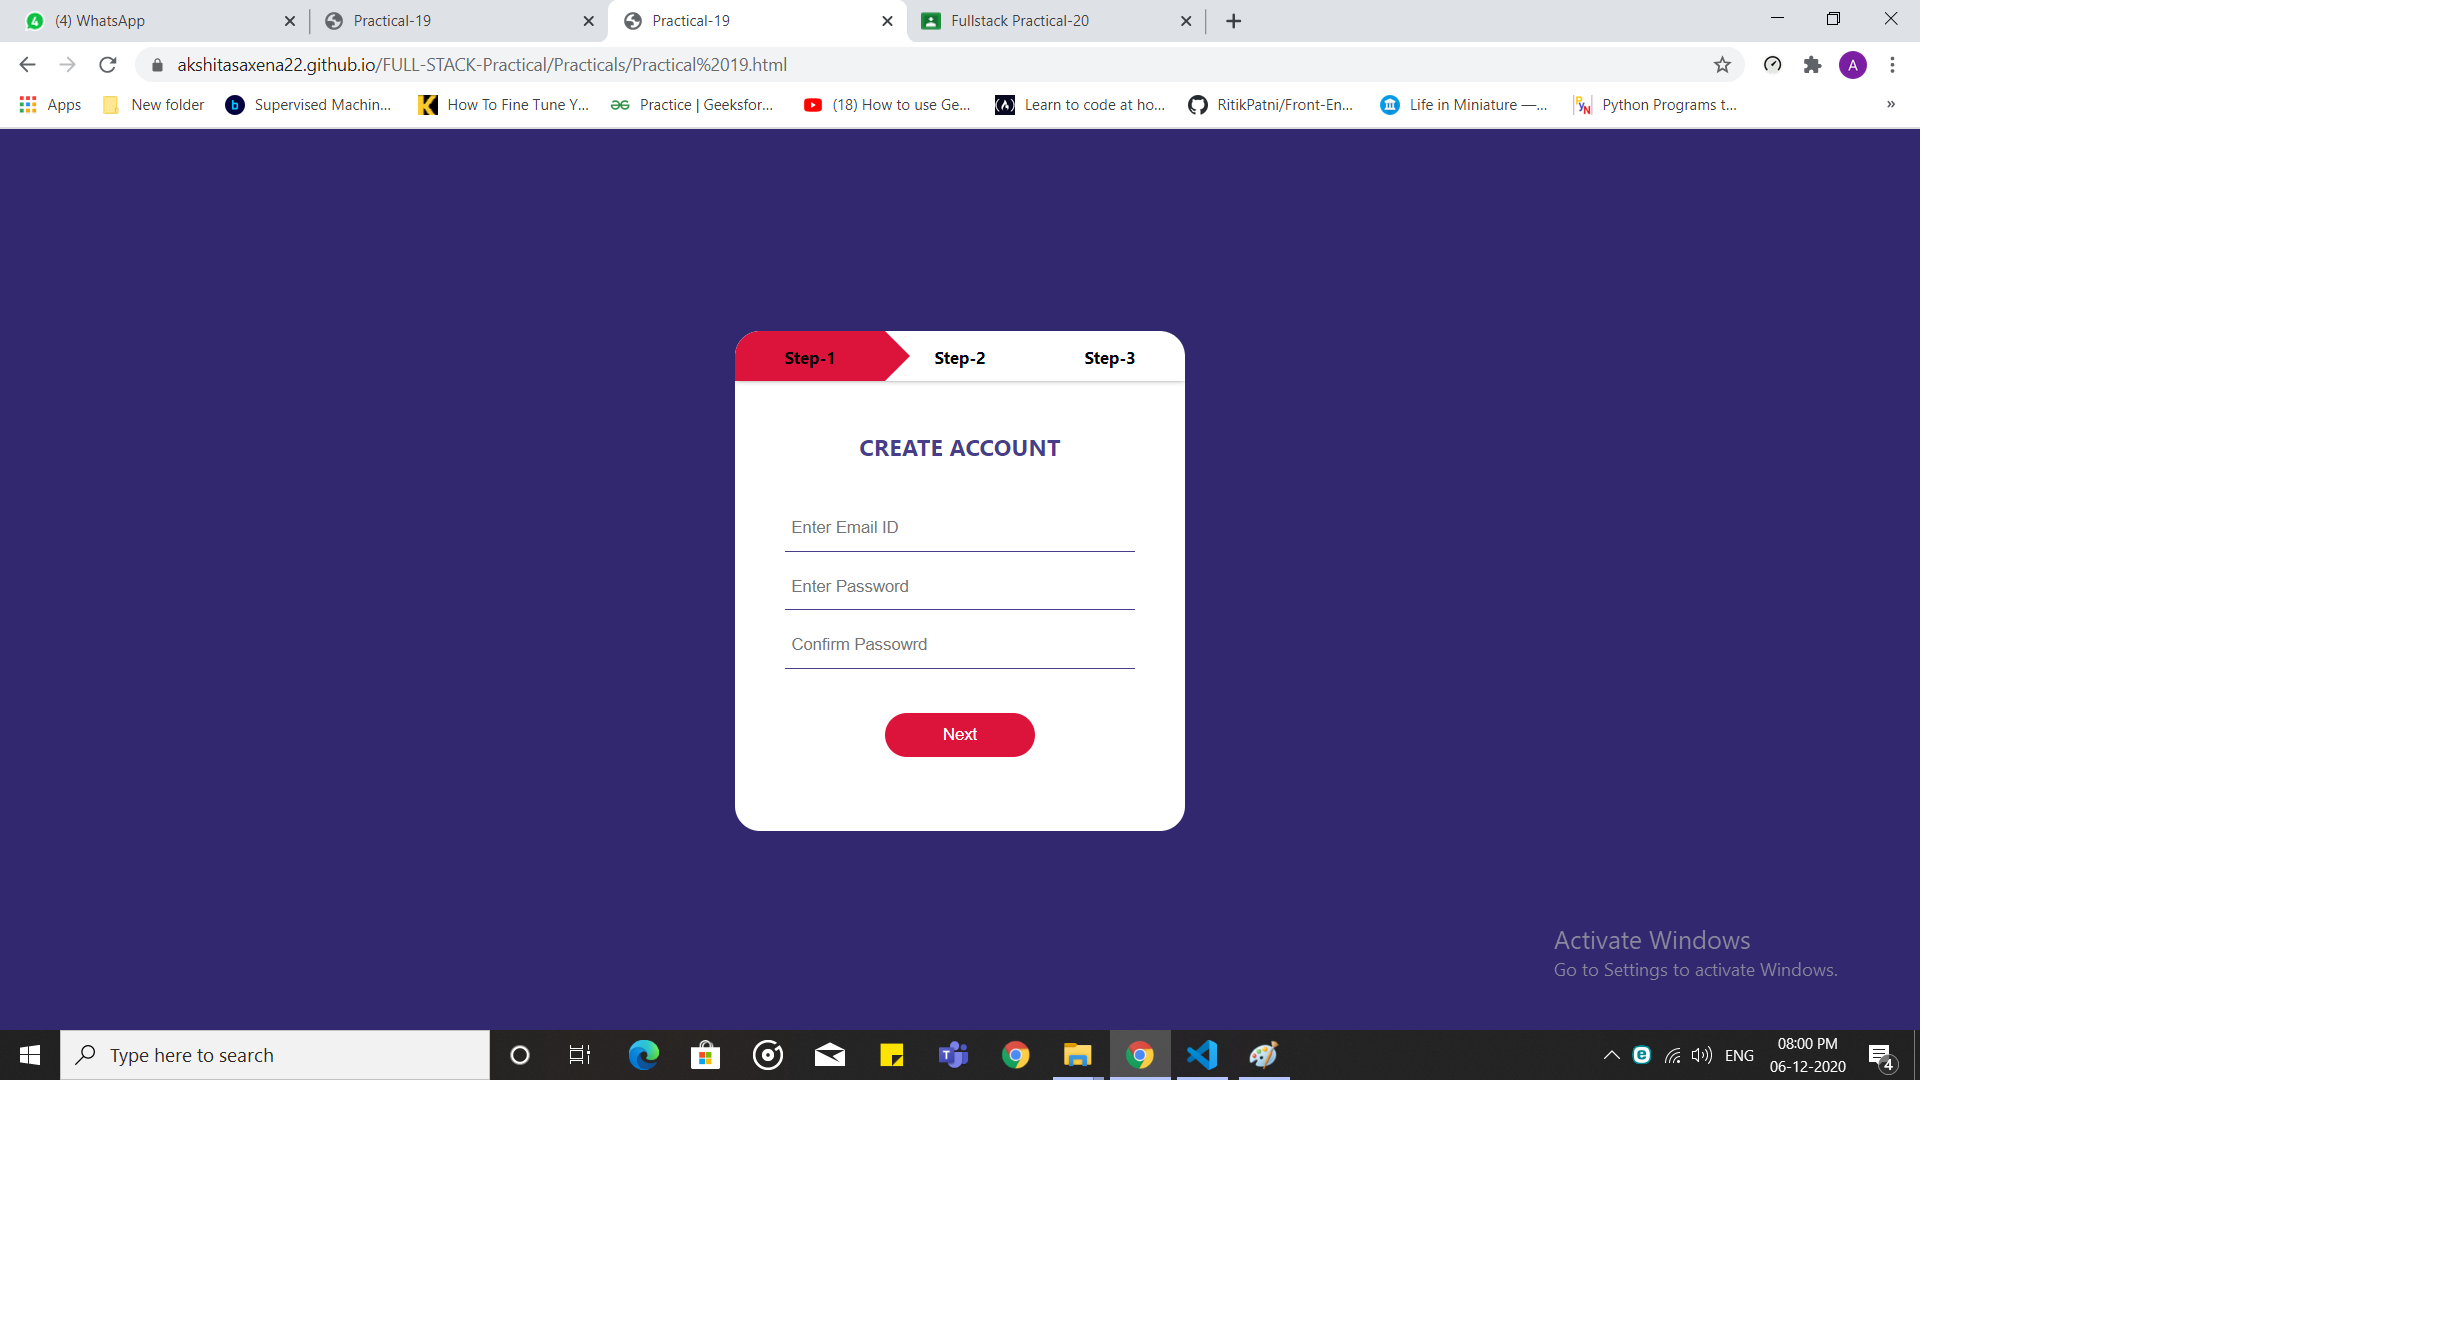 (4) WhatsApp
Practical-19
Practical-19
Fullstack Practical-20
akshitasaxena22.github.io/FULL-STACK-Practical/Practicals/Practical%2019.html
A
Apps
New folder
Supervised Machin...
How To Fine Tune Y...
Practice | Geeksfor...
(18) How to use Ge...
Learn to code at ho...
RitikPatni/Front-En...
Life in Miniature —...
Python Programs t...
»
Step-1
Step-2
Step-3
CREATE ACCOUNT
Enter Email ID
Enter Password
Confirm Passowrd
Next
Activate Windows
Go to Settings to activate Windows.
Type here to search
ENG
08:00 PM
06-12-2020
4